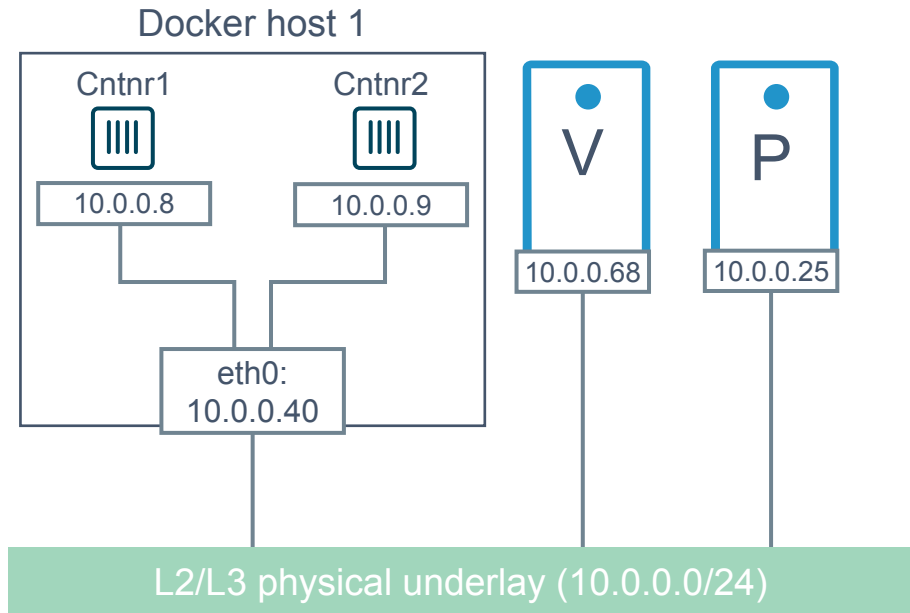 Docker host 1
Cntnr1
Cntnr2
10.0.0.8
10.0.0.9
eth0:
10.0.0.40
V
10.0.0.68
P
10.0.0.25
L2/L3 physical underlay (10.0.0.0/24)